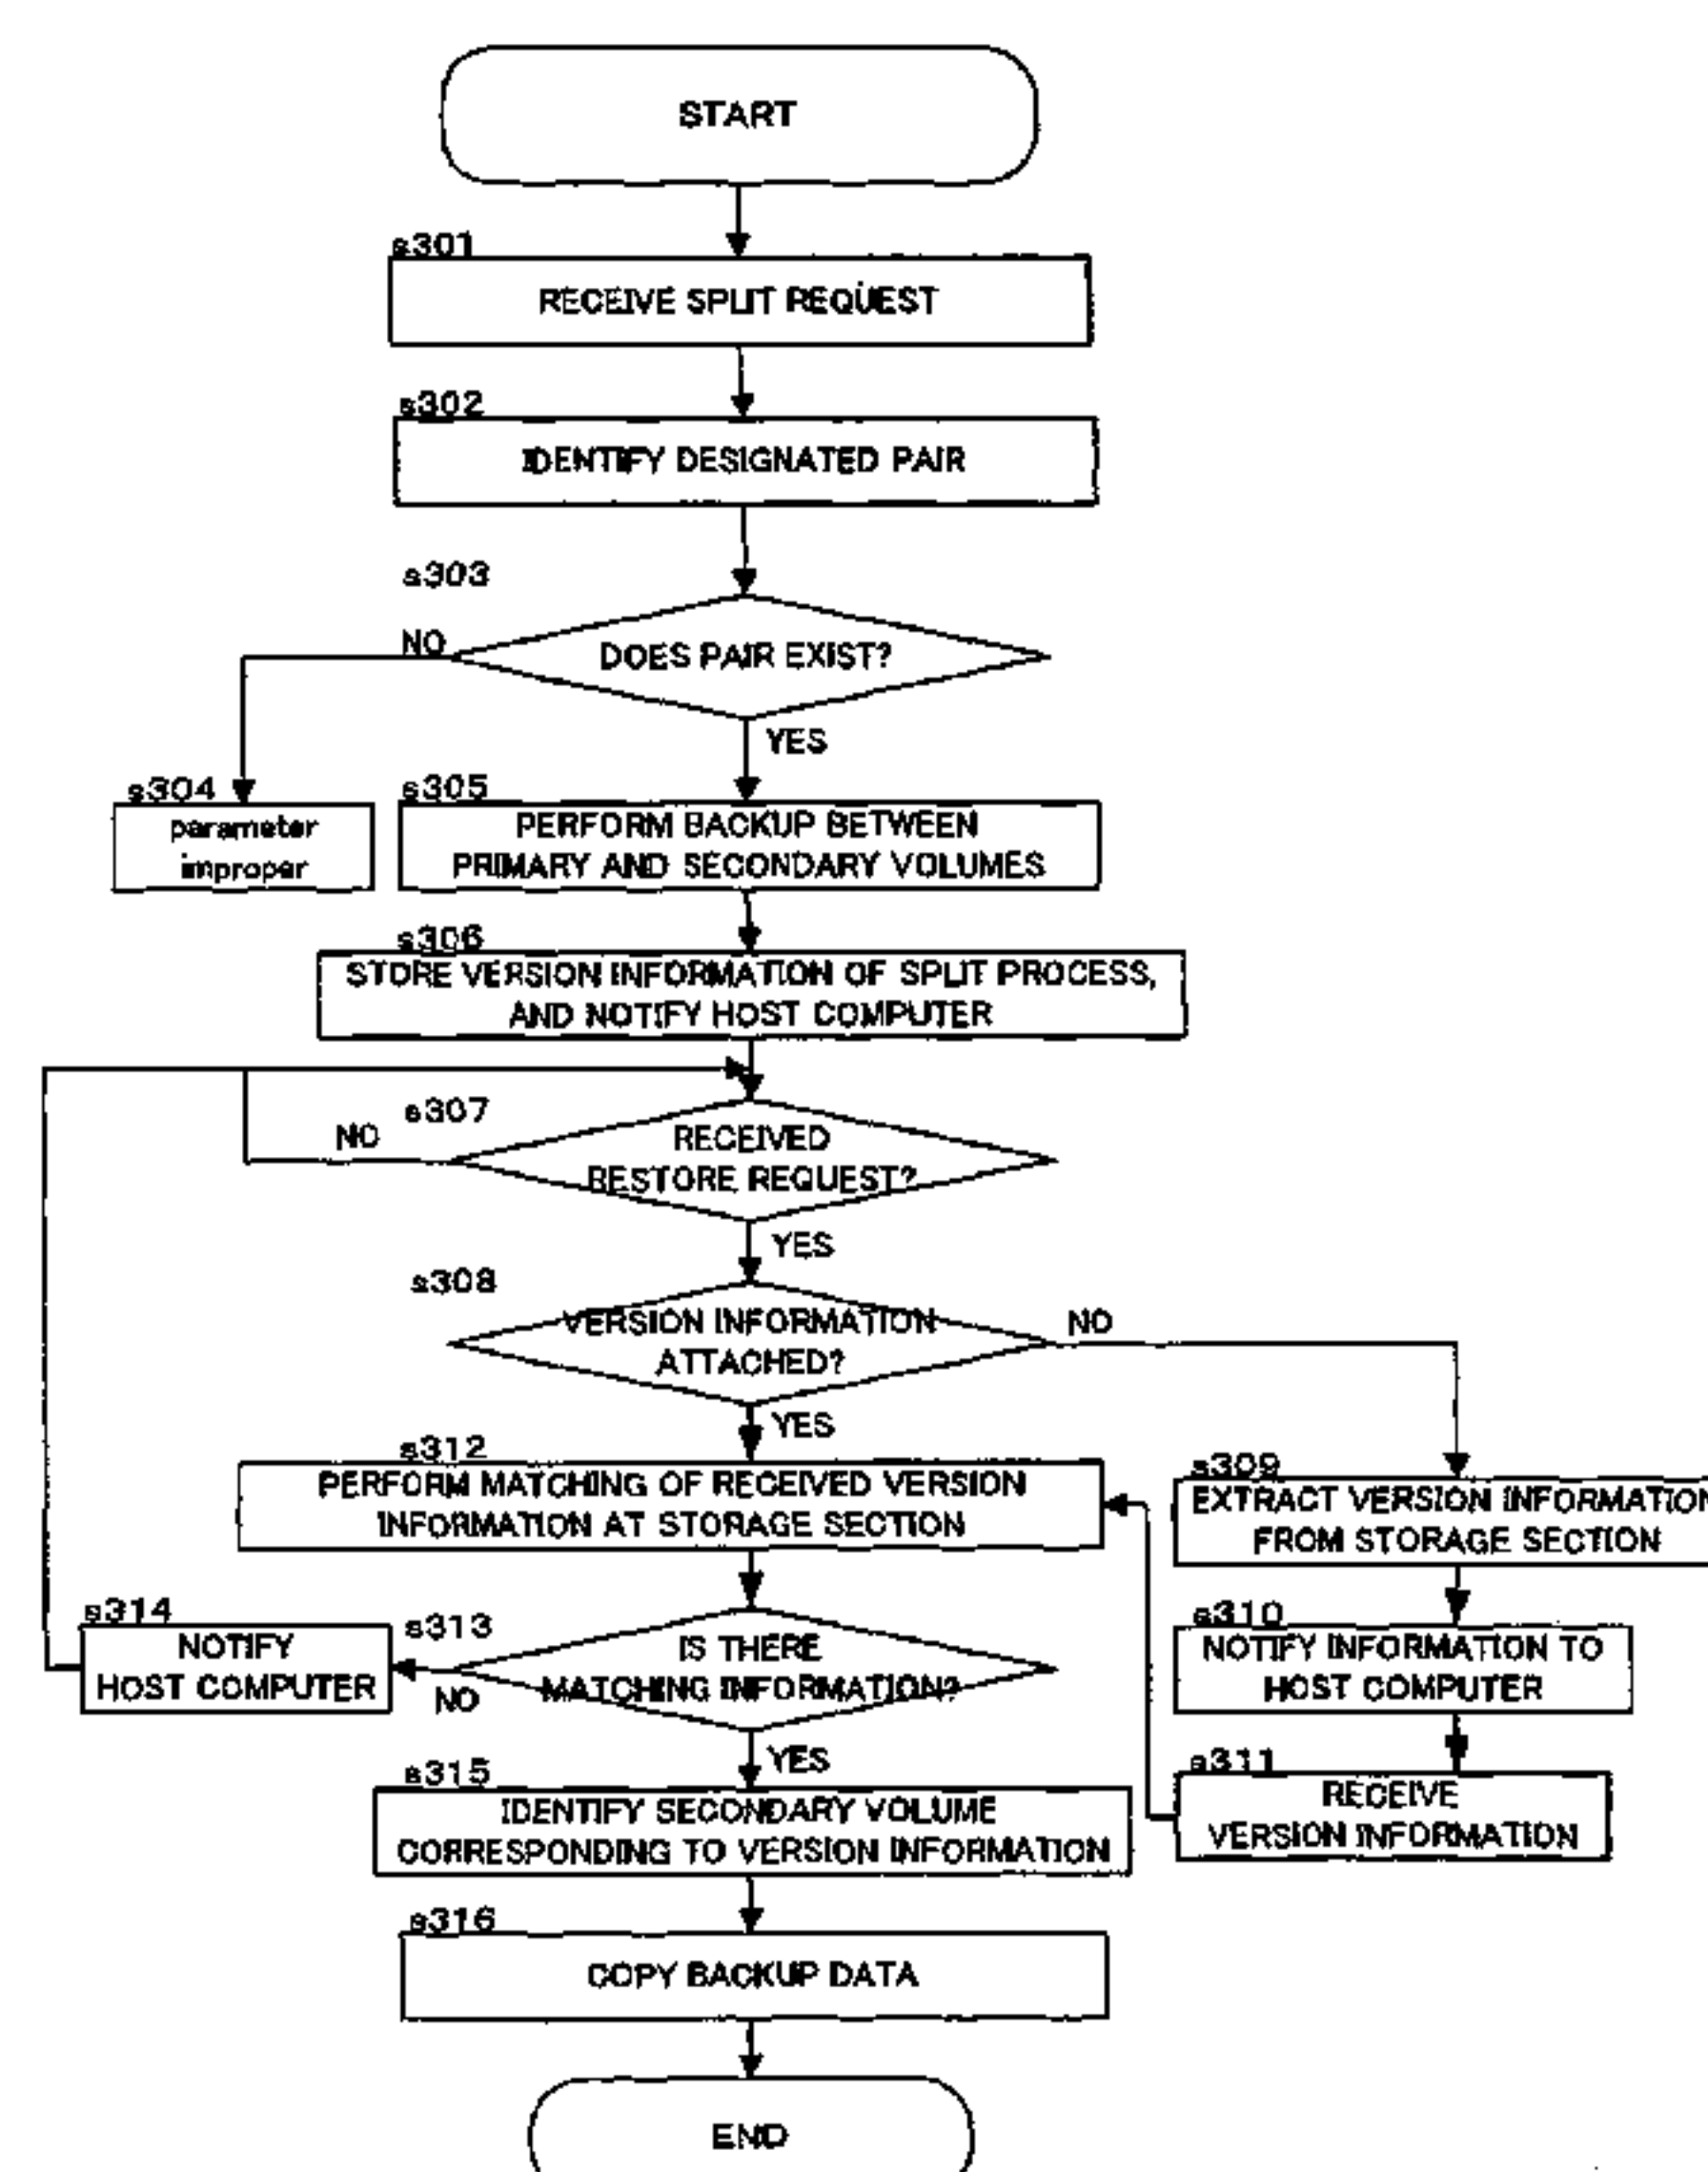 START
s301
RECEIVE SPLIT REQUEST
s302
IDENTIFY DESIGNATED PAIR
s303
NO
DOES PAIR EXIST?
YES
s304
parameter
improper
s305
PERFORM BACKUP BETWEEN
PRIMARY AND SECONDARY VOLUMES
s306
STORE VERSION INFORMATION OF SPLIT PROCESS,
AND NOTIFY HOST COMPUTER
s307
NO
RECEIVED
RESTORE REQUEST?
YES
s308
VERSION INFORMATION
ATTACHED?
NO
YES
s312
PERFORM MATCHING OF RECEIVED VERSION
INFORMATION AT STORAGE SECTION
s309
EXTRACT VERSION INFORMATION
FROM STORAGE SECTION
s310
NOTIFY INFORMATION TO
HOST COMPUTER
s311
RECEIVE
VERSION INFORMATION
s313
IS THERE
MATCHING INFORMATION?
NO
s314
NOTIFY
HOST COMPUTER
YES
s315
IDENTIFY SECONDARY VOLUME
CORRESPONDING TO VERSION INFORMATION
s316
COPY BACKUP DATA
END